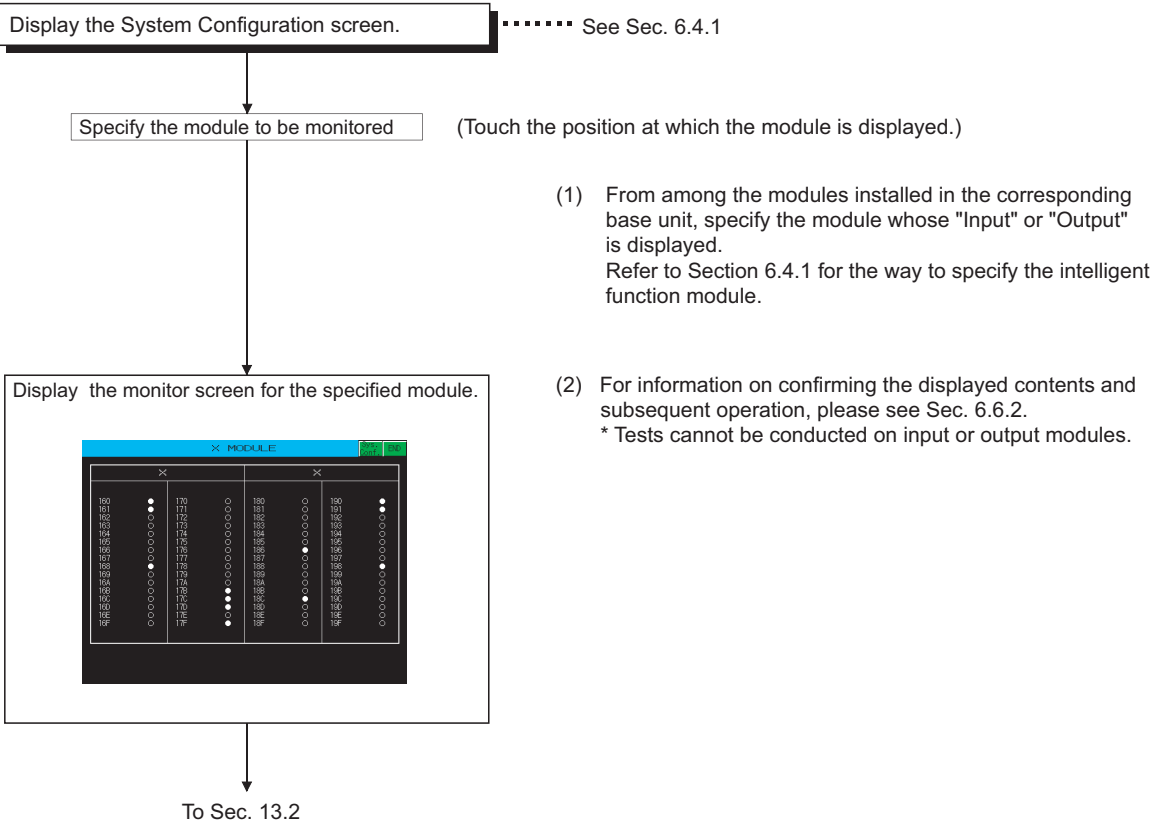 Display the System Configuration screen.
See Sec. 6.4.1
Specify the module to be monitored
(Touch the position at which the module is displayed.)
(1) From among the modules installed in the corresponding
base unit, specify the module whose "Input" or "Output"
is displayed.
Refer to Section 6.4.1 for the way to specify the intelligent
function module.
Display the monitor screen for the specified module.
(2) For information on confirming the displayed contents and
subsequent operation, please see Sec. 6.6.2.
* Tests cannot be conducted on input or output modules.
X MODULE
Sys. Conf. END
X X
160 170 180 190
161 171 181 191
162 172 182 192
163 173 183 193
164 174 184 194
165 175 185 195
166 176 186 196
167 177 187 197
168 178 188 198
169 179 189 199
16A 17A 18A 19A
16B 17B 18B 19B
16C 17C 18C 19C
16D 17D 18D 19D
16E 17E 18E 19E
16F 17F 18F 19F
To Sec. 13.2